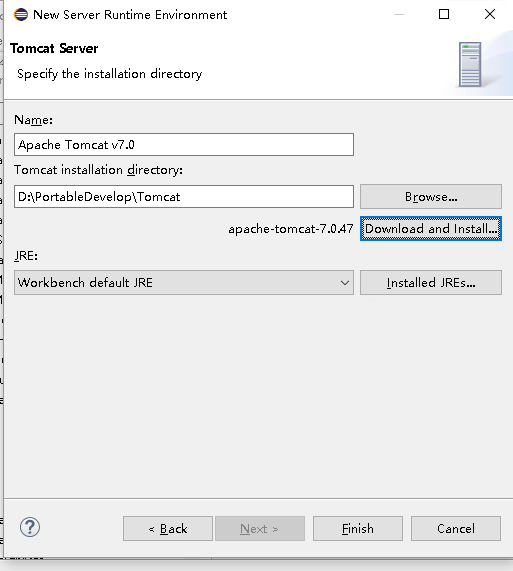 New Server Runtime Environment
Tomcat Server
Specify the installation directory
Name:
Apache Tomcat v7.0
Tomcat installation directory:
D:\PortableDevelop\Tomcat
Browse...
apache-tomcat-7.0.47
Download and Install...
JRE:
Workbench default JRE
Installed JREs...
?
< Back
Next >
Finish
Cancel